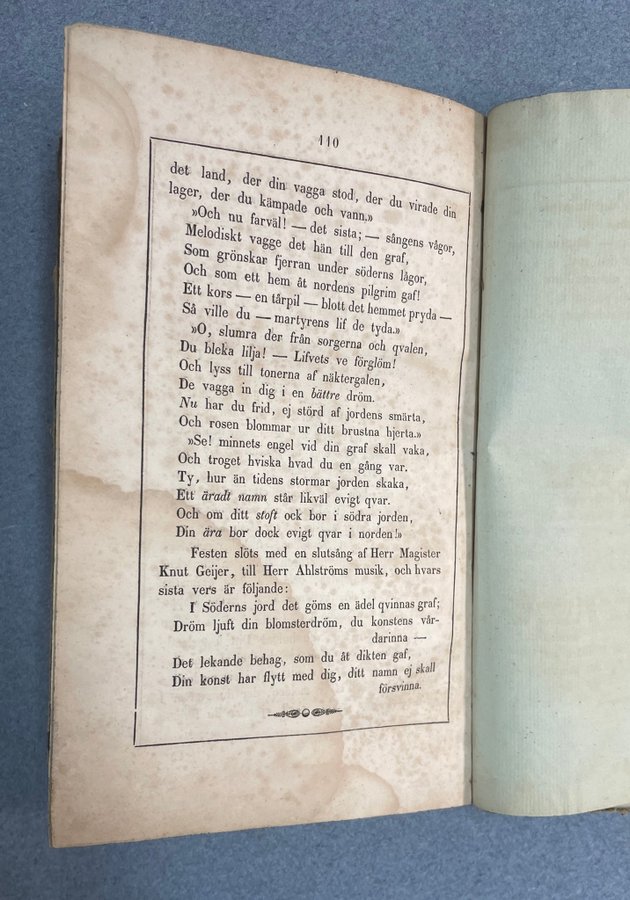 110
det land, der din vagga stod, der du virade din
lager, der du kämpade och vann.»
»Och nu farväl! — det sista; — sångens vågor,
Melodiskt vagge det hän till den graf,
Som grönskar fjerran under söderns lågor,
Och som ett hem åt nordens pilgrim gaf!
Ett kors — en tårpil — blott det hemmet pryda —
Så ville du — martyrens lif de tyda.»
»O, slumra der från sorgerna och qvalen,
Du bleka lilja! — Lifvets ve förglöm!
Och lyss till tonerna af näktergalen,
De vagga in dig i en bättre dröm.
Nu har du frid, ej störd af jordens smärta,
Och rosen blommar ur ditt brustna hjerta.»
»Se! minnets engel vid din graf skall vaka,
Och troget hviska hvad du en gång var.
Ty, hur än tidens stormar jorden skaka,
Ett äradt namn står likväl evigt qvar.
Och om ditt stoft ock bor i södra jorden,
Din ära bor dock evigt qvar i norden!»
Festen slöts med en slutsång af Herr Magister
Knut Geijer, till Herr Ahlströms musik, och hvars
sista vers är följande:
I Söderns jord det göms en ädel qvinnas graf;
Dröm ljuft din blomsterdröm, du konstens vår-
darinna —
Det lekande behag, som du åt dikten gaf,
Din konst har flytt med dig, ditt namn ej skall
försvinna.